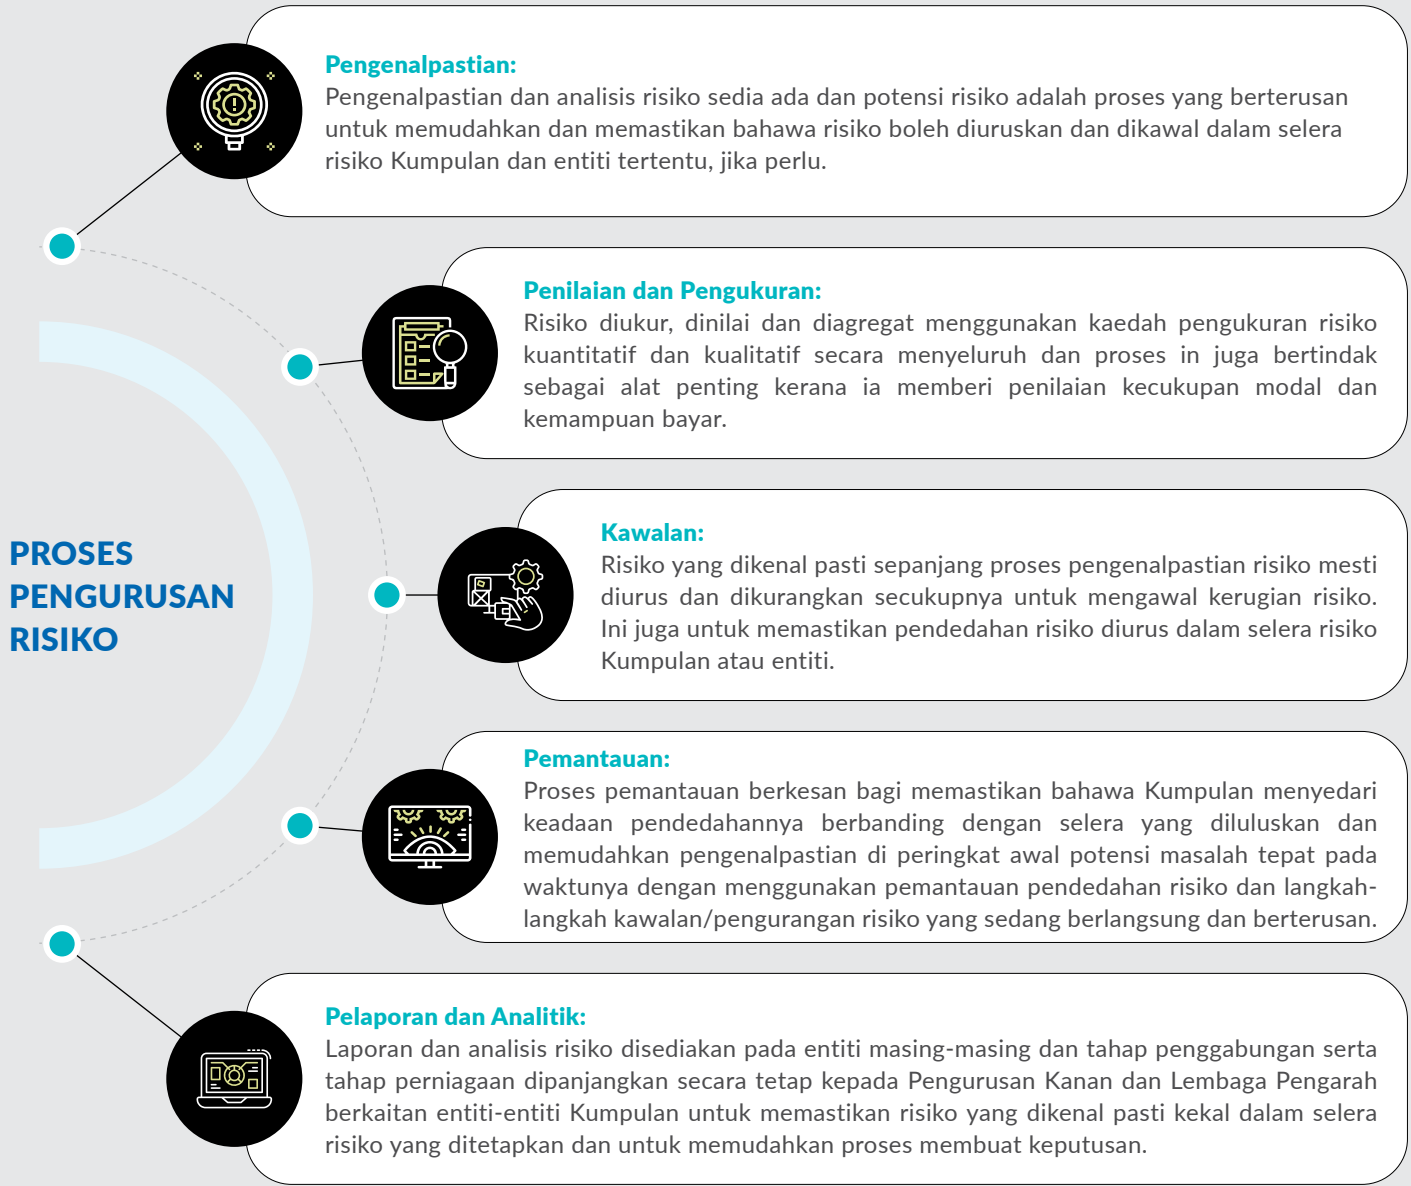 Pengenalpastian:
Pengenalpastian dan analisis risiko sedia ada dan potensi risiko adalah proses yang berterusan
untuk memudahkan dan memastikan bahawa risiko boleh diuruskan dan dikawal dalam selera
risiko Kumpulan dan entiti tertentu, jika perlu.
Penilaian dan Pengukuran:
Risiko diukur, dinilai dan diagregat menggunakan kaedah pengukuran risiko
kuantitatif dan kualitatif secara menyeluruh dan proses in juga bertindak
sebagai alat penting kerana ia memberi penilaian kecukupan modal dan
kemampuan bayar.
PROSES
PENGURUSAN
RISIKO
Kawalan:
Risiko yang dikenal pasti sepanjang proses pengenalpastian risiko mesti
diurus dan dikurangkan secukupnya untuk mengawal kerugian risiko.
Ini juga untuk memastikan pendedahan risiko diurus dalam selera risiko
Kumpulan atau entiti.
Pemantauan:
Proses pemantauan berkesan bagi memastikan bahawa Kumpulan menyedari
keadaan pendedahannya berbanding dengan selera yang diluluskan dan
memudahkan pengenalpastian di peringkat awal potensi masalah tepat pada
waktunya dengan menggunakan pemantauan pendedahan risiko dan langkah-
langkah kawalan/pengurangan risiko yang sedang berlangsung dan berterusan.
Pelaporan dan Analitik:
Laporan dan analisis risiko disediakan pada entiti masing-masing dan tahap penggabungan serta
tahap perniagaan dipanjangkan secara tetap kepada Pengurusan Kanan dan Lembaga Pengarah
berkaitan entiti-entiti Kumpulan untuk memastikan risiko yang dikenal pasti kekal dalam selera
risiko yang ditetapkan dan untuk memudahkan proses membuat keputusan.